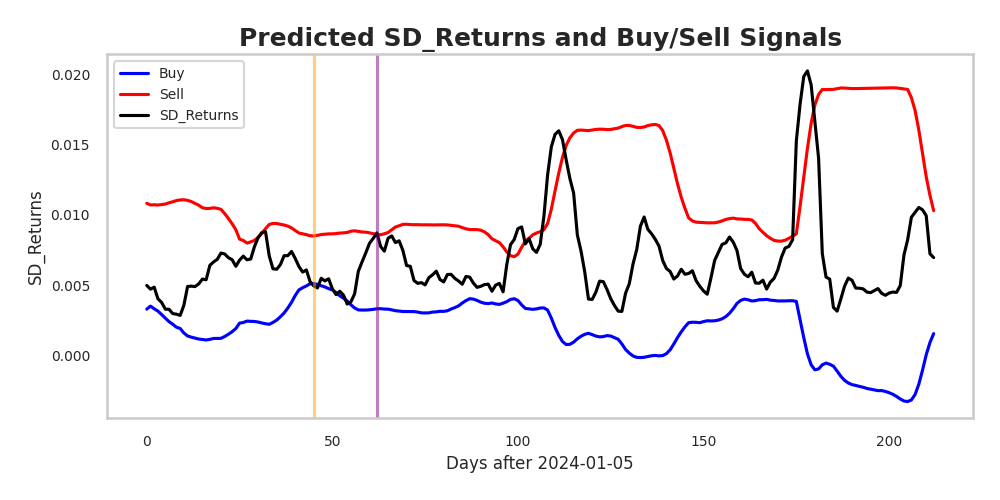 Predicted SD_Returns and Buy/Sell Signals
Buy
Sell
SD_Returns
0.020
0.015
0.010
0.005
0.000
SD_Returns
0 50 100 150 200
Days after 2024-01-05